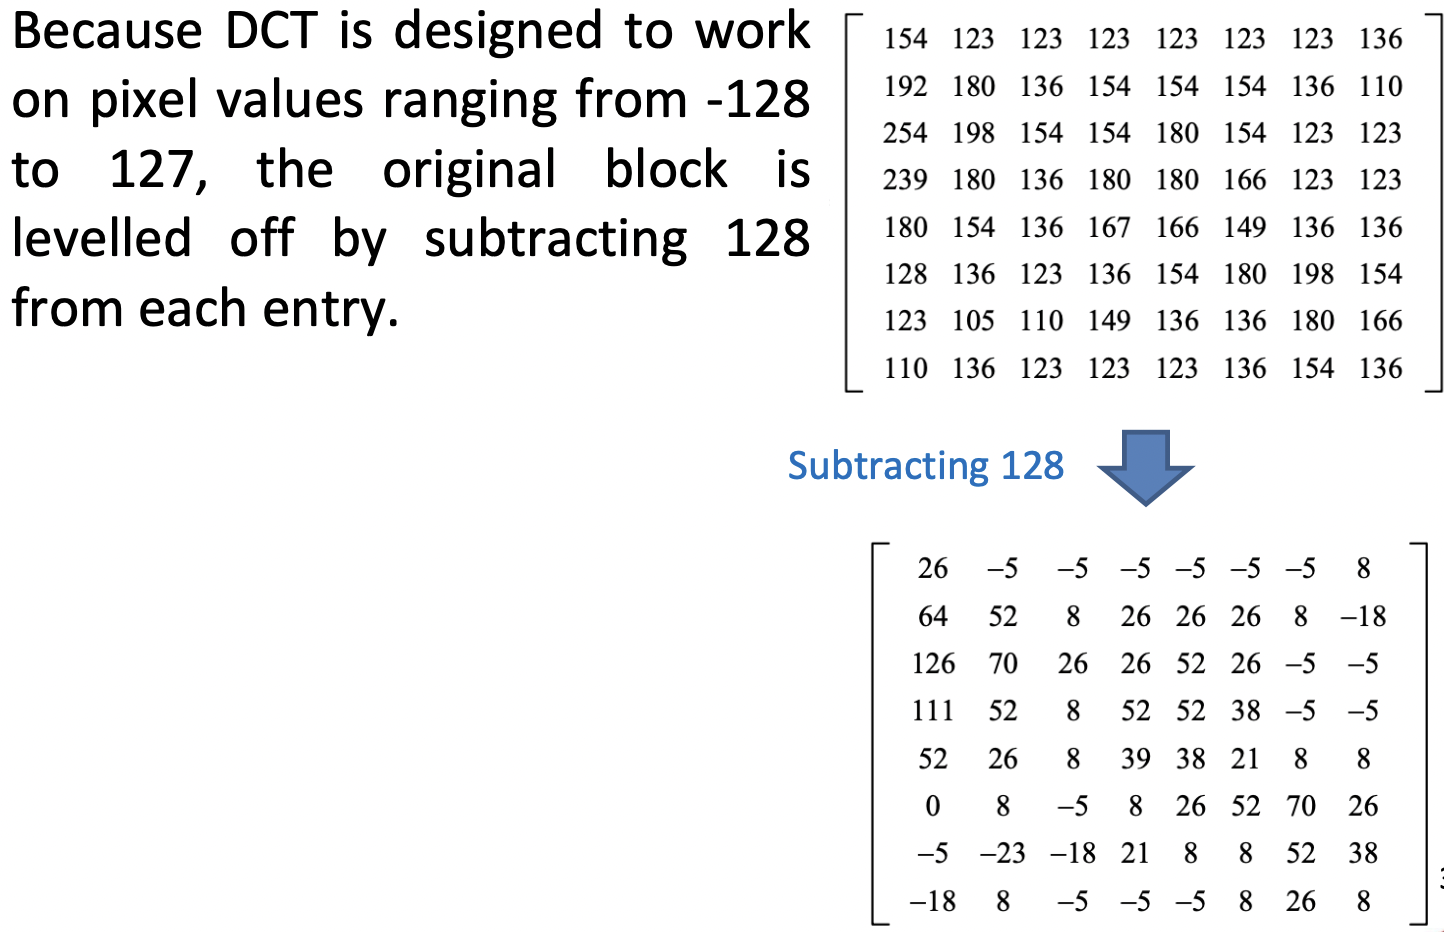 Because DCT is designed to work
on pixel values ranging from -128
to 127, the original block is
levelled off by subtracting 128
from each entry.
154 123 123 123 123 123 123 136
192 180 136 154 154 154 136 110
254 198 154 154 180 154 123 123
239 180 136 180 180 166 123 123
180 154 136 167 166 149 136 136
128 136 123 136 154 180 198 154
123 105 110 149 136 136 180 166
110 136 123 123 123 136 154 136
Subtracting 128
26 –5 –5 –5 –5 –5 –5 8
64 52 8 26 26 26 8 –18
126 70 26 26 52 26 –5 –5
111 52 8 52 52 38 –5 –5
52 26 8 39 38 21 8 8
0 8 –5 8 26 52 70 26
–5 –23 –18 21 8 8 52 38
–18 8 –5 –5 –5 8 26 8